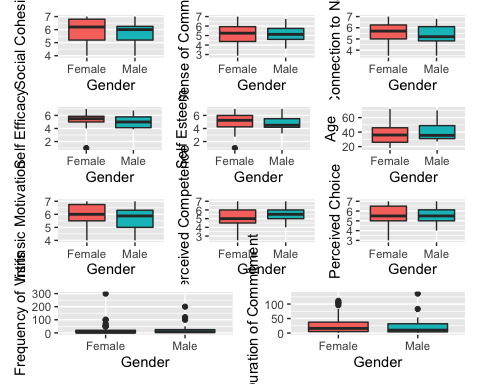 Social Cohesi
7
6
5
4
Female Male
Gender
ense of Comm
7
6
5
4
3
Female Male
Gender
Connection to N
7
6
5
4
Female Male
Gender
Self Efficacy
6
4
2
Female Male
Gender
Self Esteem
6
4
2
Female Male
Gender
Age
60
40
20
Female Male
Gender
Intrinsic Motivation
7
6
5
4
Female Male
Gender
erceived Competence
7
6
5
4
3
Female Male
Gender
Perceived Choice
7
6
5
4
3
Female Male
Gender
Frequency of Visits
300
200
100
0
Female Male
Gender
uration of Commitment
100
50
0
Female Male
Gender